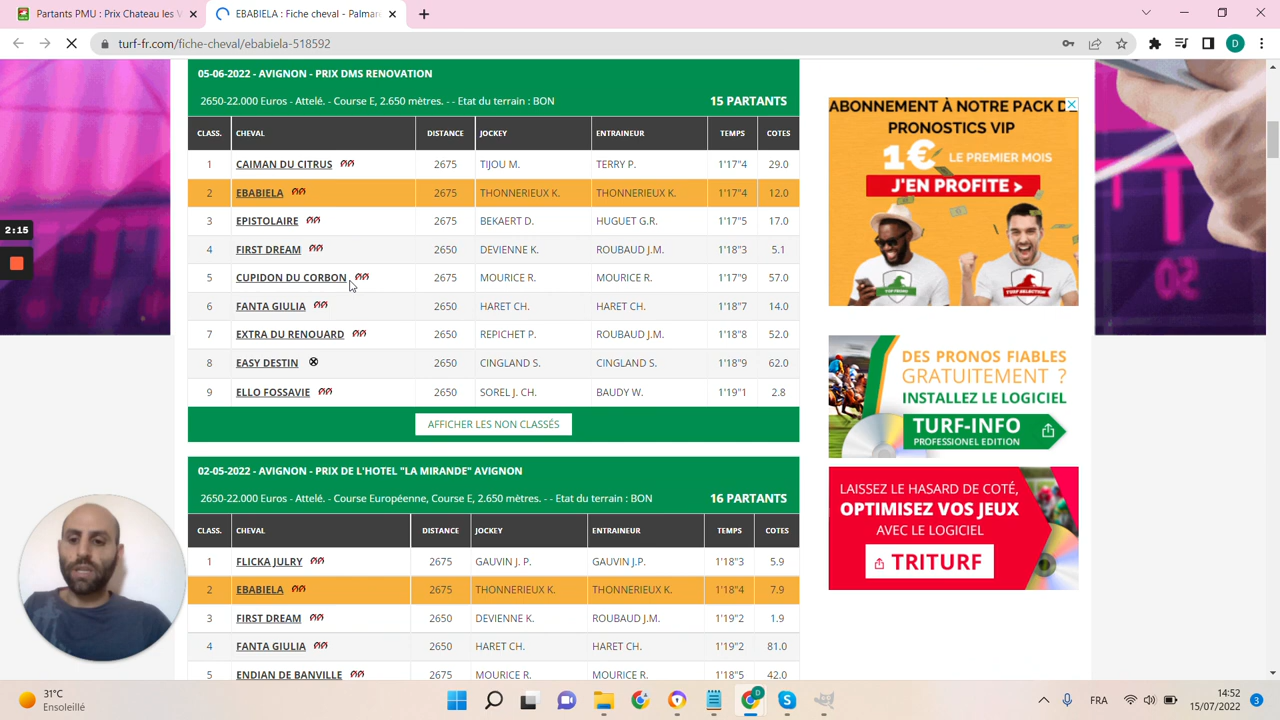 Partants PMU : Prix Chateau les V
EBABIELA : Fiche cheval - Palmare
turf-fr.com/fiche-cheval/ebabiela-518592
D
05-06-2022 - AVIGNON - PRIX DMS RENOVATION
2650-22.000 Euros - Attelé. - Course E, 2.650 mètres. - - Etat du terrain : BON 15 PARTANTS
CLASS. CHEVAL DISTANCE JOCKEY ENTRAINEUR TEMPS COTES
1 CAIMAN DU CITRUS 2675 TIJOU M. TERRY P. 1'17"4 29.0
2 EBABIELA 2675 THONNERIEUX K. THONNERIEUX K. 1'17"4 12.0
3 EPISTOLAIRE 2675 BEKAERT D. HUGUET G.R. 1'17"5 17.0
4 FIRST DREAM 2650 DEVIENNE K. ROUBAUD J.M. 1'18"3 5.1
5 CUPIDON DU CORBON 2675 MOURICE R. MOURICE R. 1'17"9 57.0
6 FANTA GIULIA 2650 HARET CH. HARET CH. 1'18"7 14.0
7 EXTRA DU RENOUARD 2650 REPICHET P. ROUBAUD J.M. 1'18"8 52.0
8 EASY DESTIN 2650 CINGLAND S. CINGLAND S. 1'18"9 62.0
9 ELLO FOSSAVIE 2650 SOREL J. CH. BAUDY W. 1'19"1 2.8
AFFICHER LES NON CLASSÉS
02-05-2022 - AVIGNON - PRIX DE L'HOTEL "LA MIRANDE" AVIGNON
2650-22.000 Euros - Attelé. - Course Européenne, Course E, 2.650 mètres. - - Etat du terrain : BON 16 PARTANTS
CLASS. CHEVAL DISTANCE JOCKEY ENTRAINEUR TEMPS COTES
1 FLICKA JULRY 2675 GAUVIN J. P. GAUVIN J.P. 1'18"3 5.9
2 EBABIELA 2675 THONNERIEUX K. THONNERIEUX K. 1'18"4 7.9
3 FIRST DREAM 2650 DEVIENNE K. ROUBAUD J.M. 1'19"2 1.9
4 FANTA GIULIA 2650 HARET CH. HARET CH. 1'19"2 81.0
5 ENDIAN DE BANVILLE 2675 MOURICE R. MOURICE R. 1'18"5 42.0
ABONNEMENT À NOTRE PACK DE
PRONOSTICS VIP
1€ LE PREMIER MOIS
J'EN PROFITE >
DES PRONOS FIABLES
GRATUITEMENT ?
INSTALLEZ LE LOGICIEL
TURF-INFO
PROFESSIONEL EDITION
LAISSEZ LE HASARD DE COTÉ,
OPTIMISEZ VOS JEUX
AVEC LE LOGICIEL
TRITURF
2:15
31°C
Ensoleillé
D
FRA
14:52
15/07/2022
3